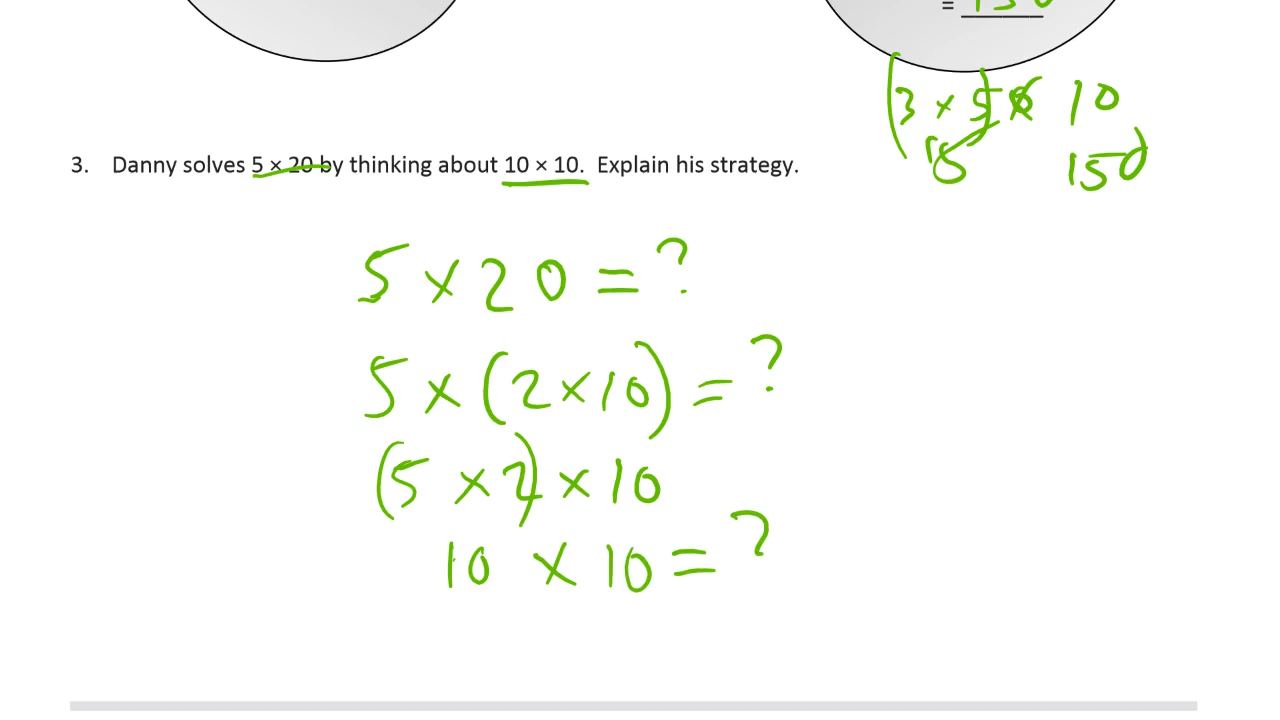 = 150
(3 x 5) x 10
15 150
3. Danny solves 5 × 20 by thinking about 10 × 10. Explain his strategy.
5 x 20 = ?
5 x (2 x 10) = ?
(5 x 2) x 10
10 x 10 = ?